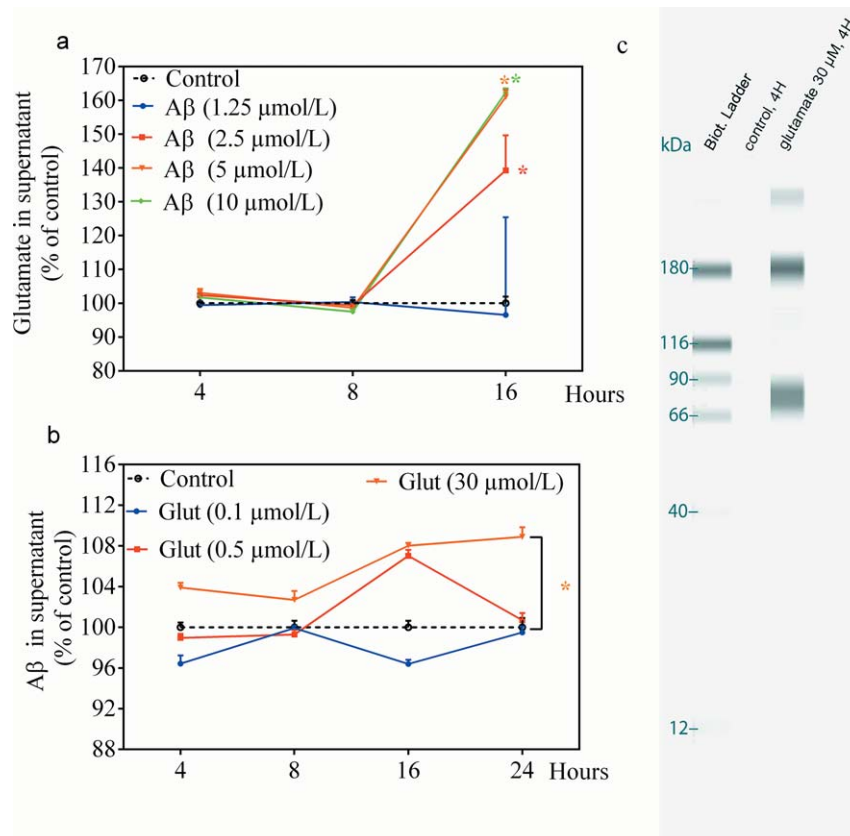 a
170
160
150
140
130
120
110
100
90
80
Glutamate in supernatant
(% of control)
Control
Aβ (1.25 µmol/L)
Aβ (2.5 µmol/L)
Aβ (5 µmol/L)
Aβ (10 µmol/L)
* *
*
4 8 16 Hours
b
116
112
108
104
100
96
92
88
Aβ in supernatant
(% of control)
Control
Glut (0.1 µmol/L)
Glut (0.5 µmol/L)
Glut (30 µmol/L)
*
4 8 16 24 Hours
c
kDa
Biot. Ladder
control, 4H
glutamate 30 µM, 4H
180
116
90
66
40
12